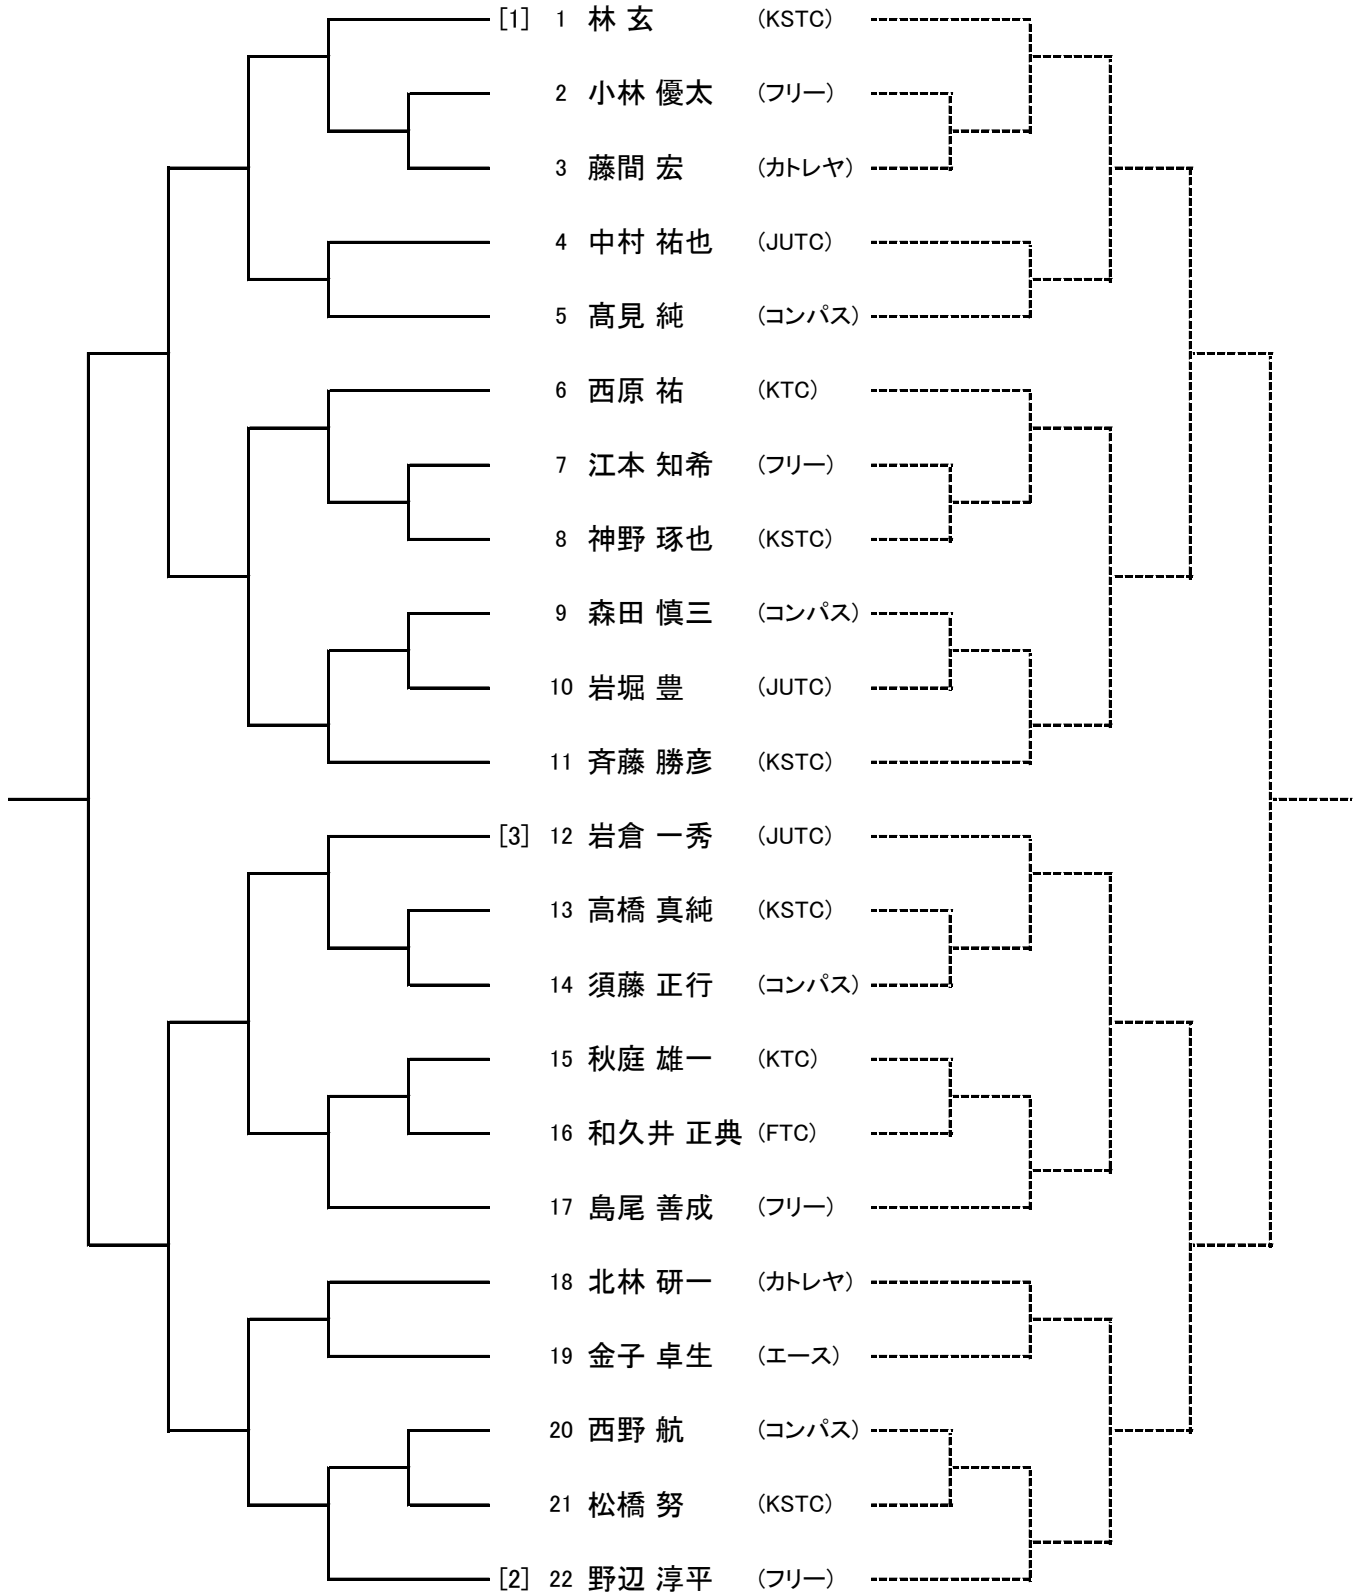 [1] 1 林 玄 (KSTC)
2 小林 優太 (フリー)
3 藤間 宏 (カトレヤ)
4 中村 祐也 (JUTC)
5 髙見 純 (コンパス)
6 西原 祐 (KTC)
7 江本 知希 (フリー)
8 神野 琢也 (KSTC)
9 森田 慎三 (コンパス)
10 岩堀 豊 (JUTC)
11 斉藤 勝彦 (KSTC)
[3] 12 岩倉 一秀 (JUTC)
13 高橋 真純 (KSTC)
14 須藤 正行 (コンパス)
15 秋庭 雄一 (KTC)
16 和久井 正典 (FTC)
17 島尾 善成 (フリー)
18 北林 研一 (カトレヤ)
19 金子 卓生 (エース)
20 西野 航 (コンパス)
21 松橋 努 (KSTC)
[2] 22 野辺 淳平 (フリー)